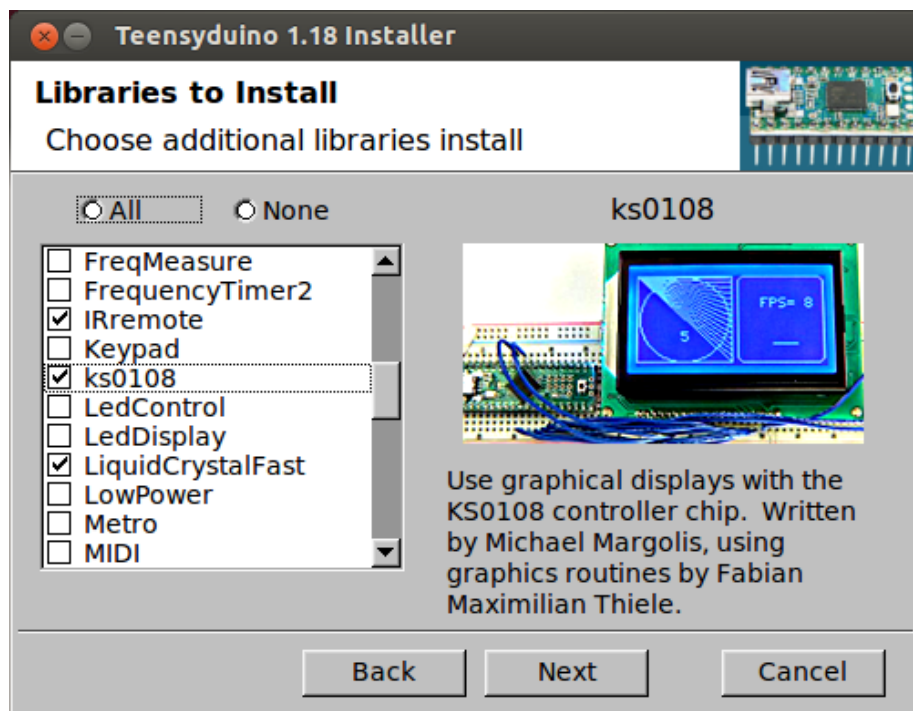 Teensyduino 1.18 Installer
Libraries to Install
Choose additional libraries install
All None
ks0108
FreqMeasure
FrequencyTimer2
IRremote
Keypad
ks0108
LedControl
LedDisplay
LiquidCrystalFast
LowPower
Metro
MIDI
FPS= 8
5
Use graphical displays with the
KS0108 controller chip. Written
by Michael Margolis, using
graphics routines by Fabian
Maximilian Thiele.
Back Next Cancel